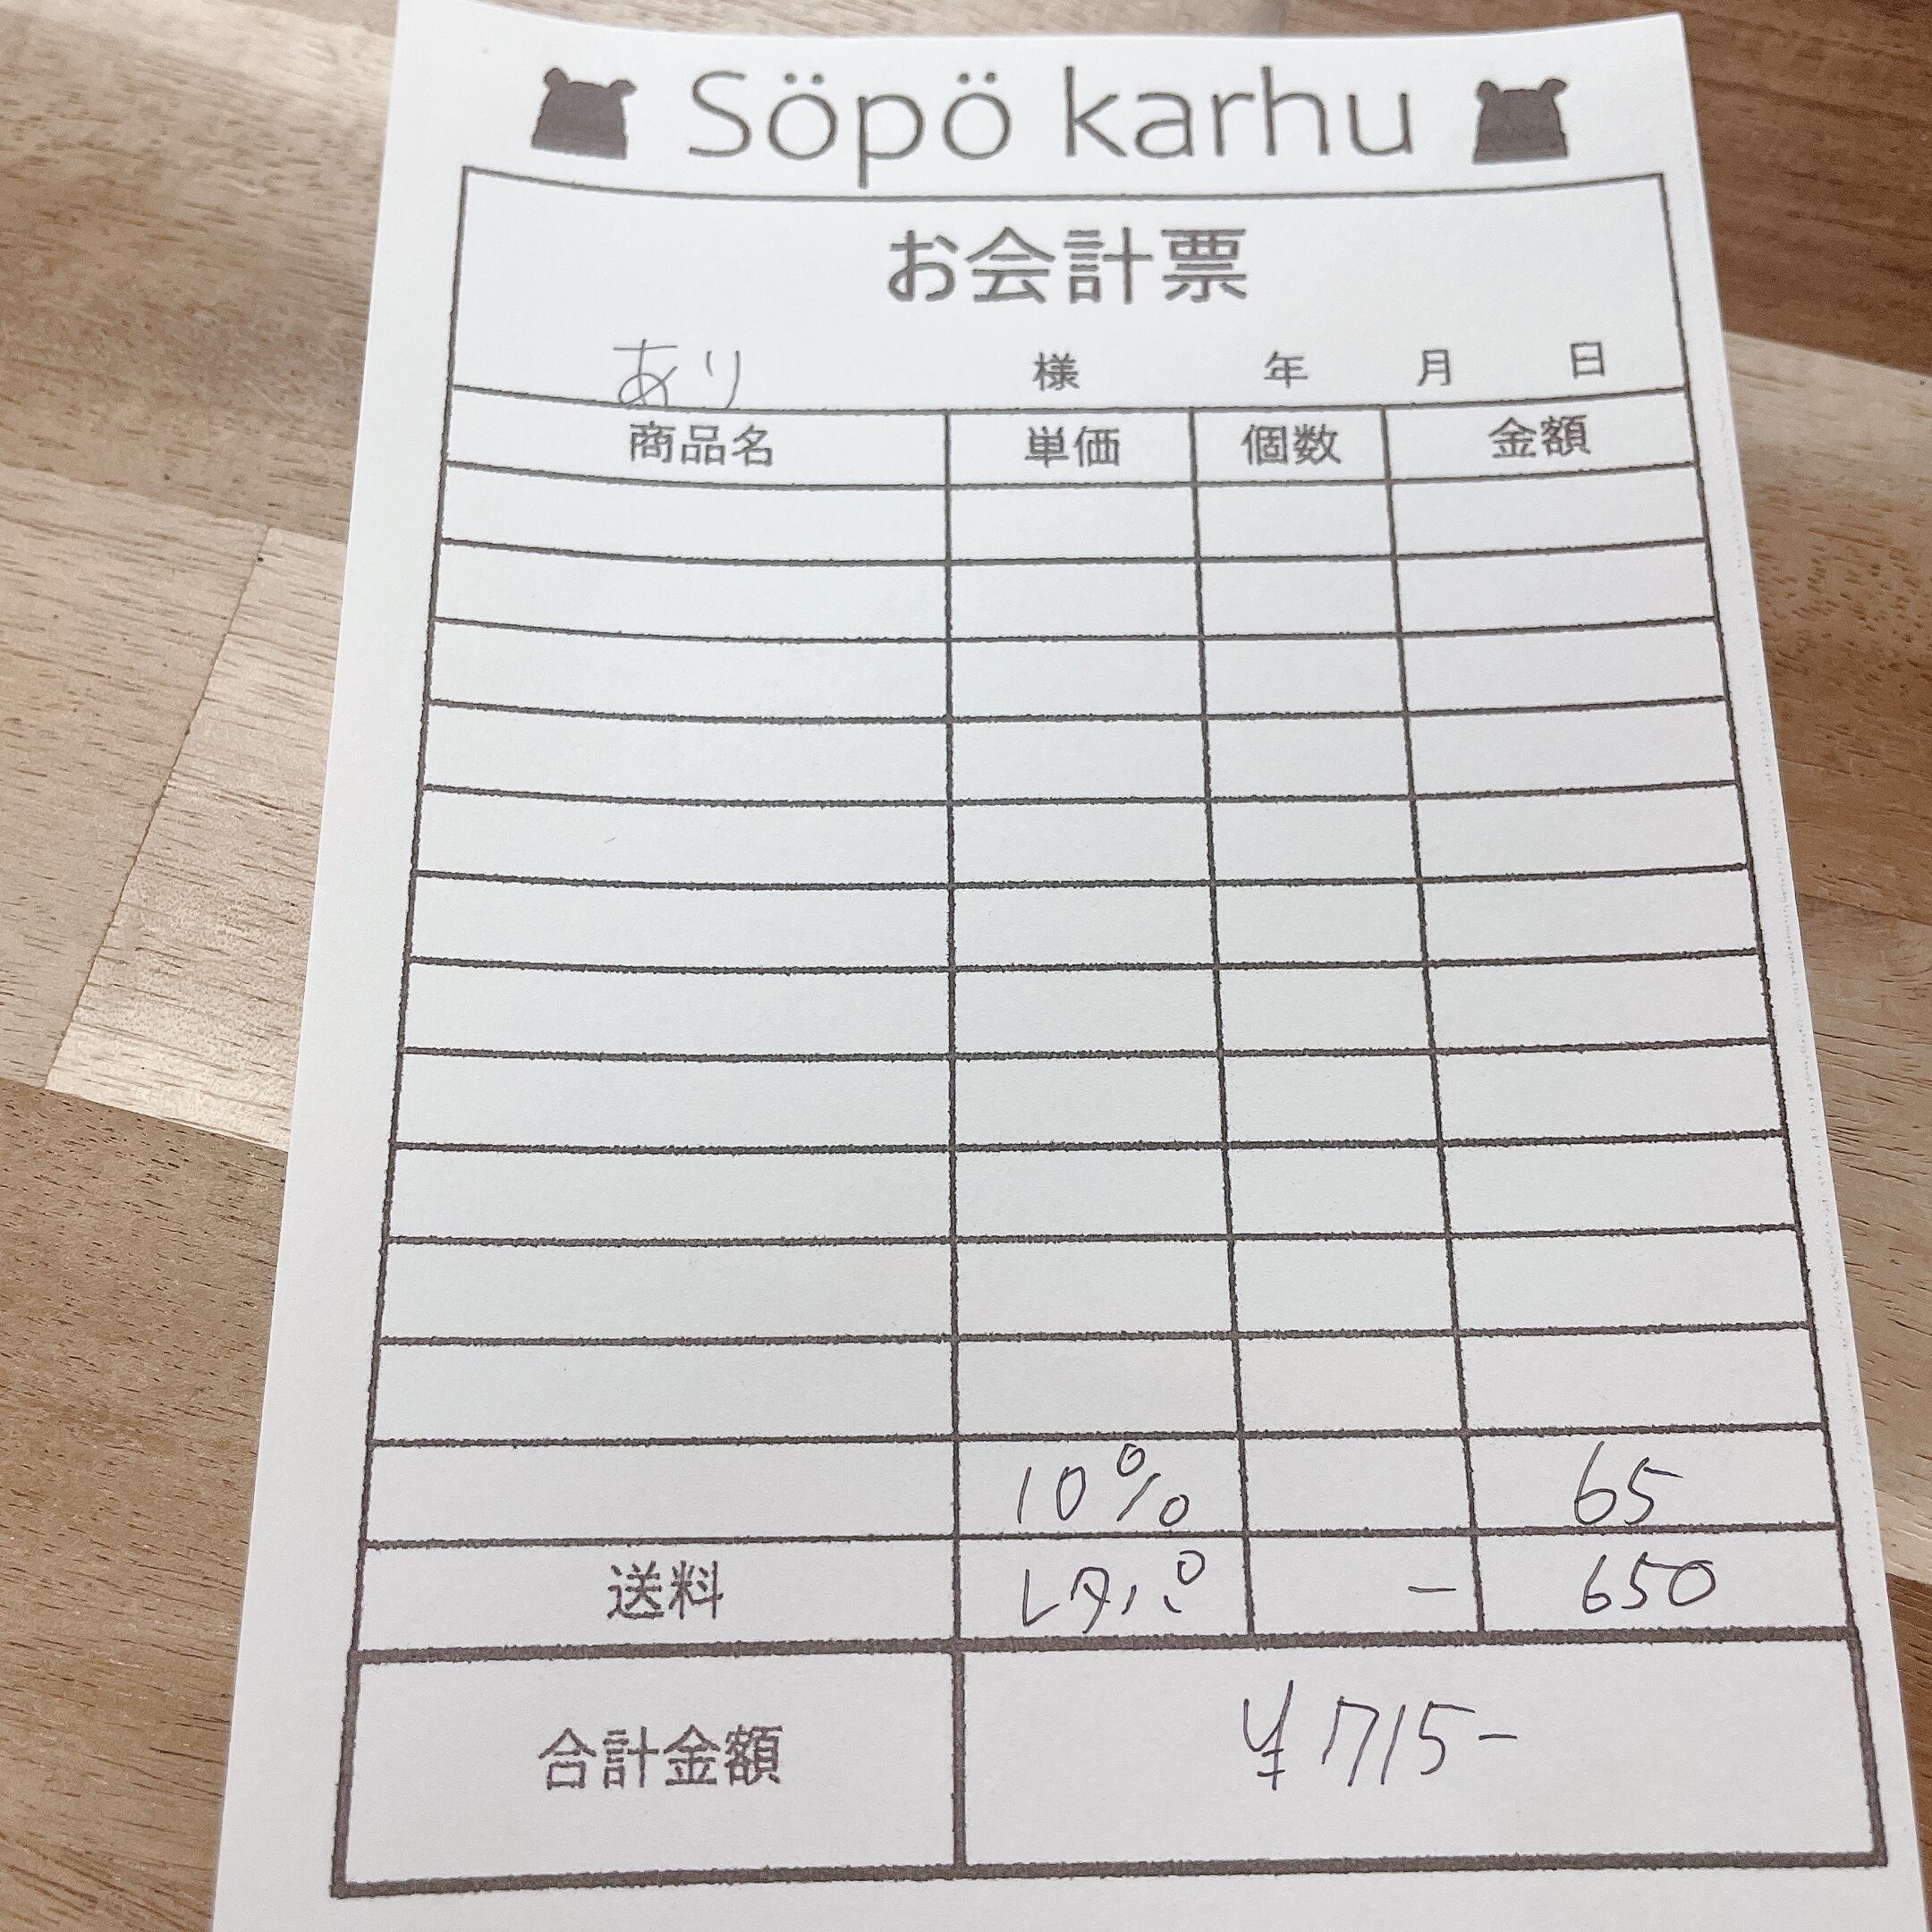 Söpö karhu
お会計票
あり 様 年 月 日
商品名 単価 個数 金額
10% 65
送料 レタパ - 650
合計金額 ¥715-